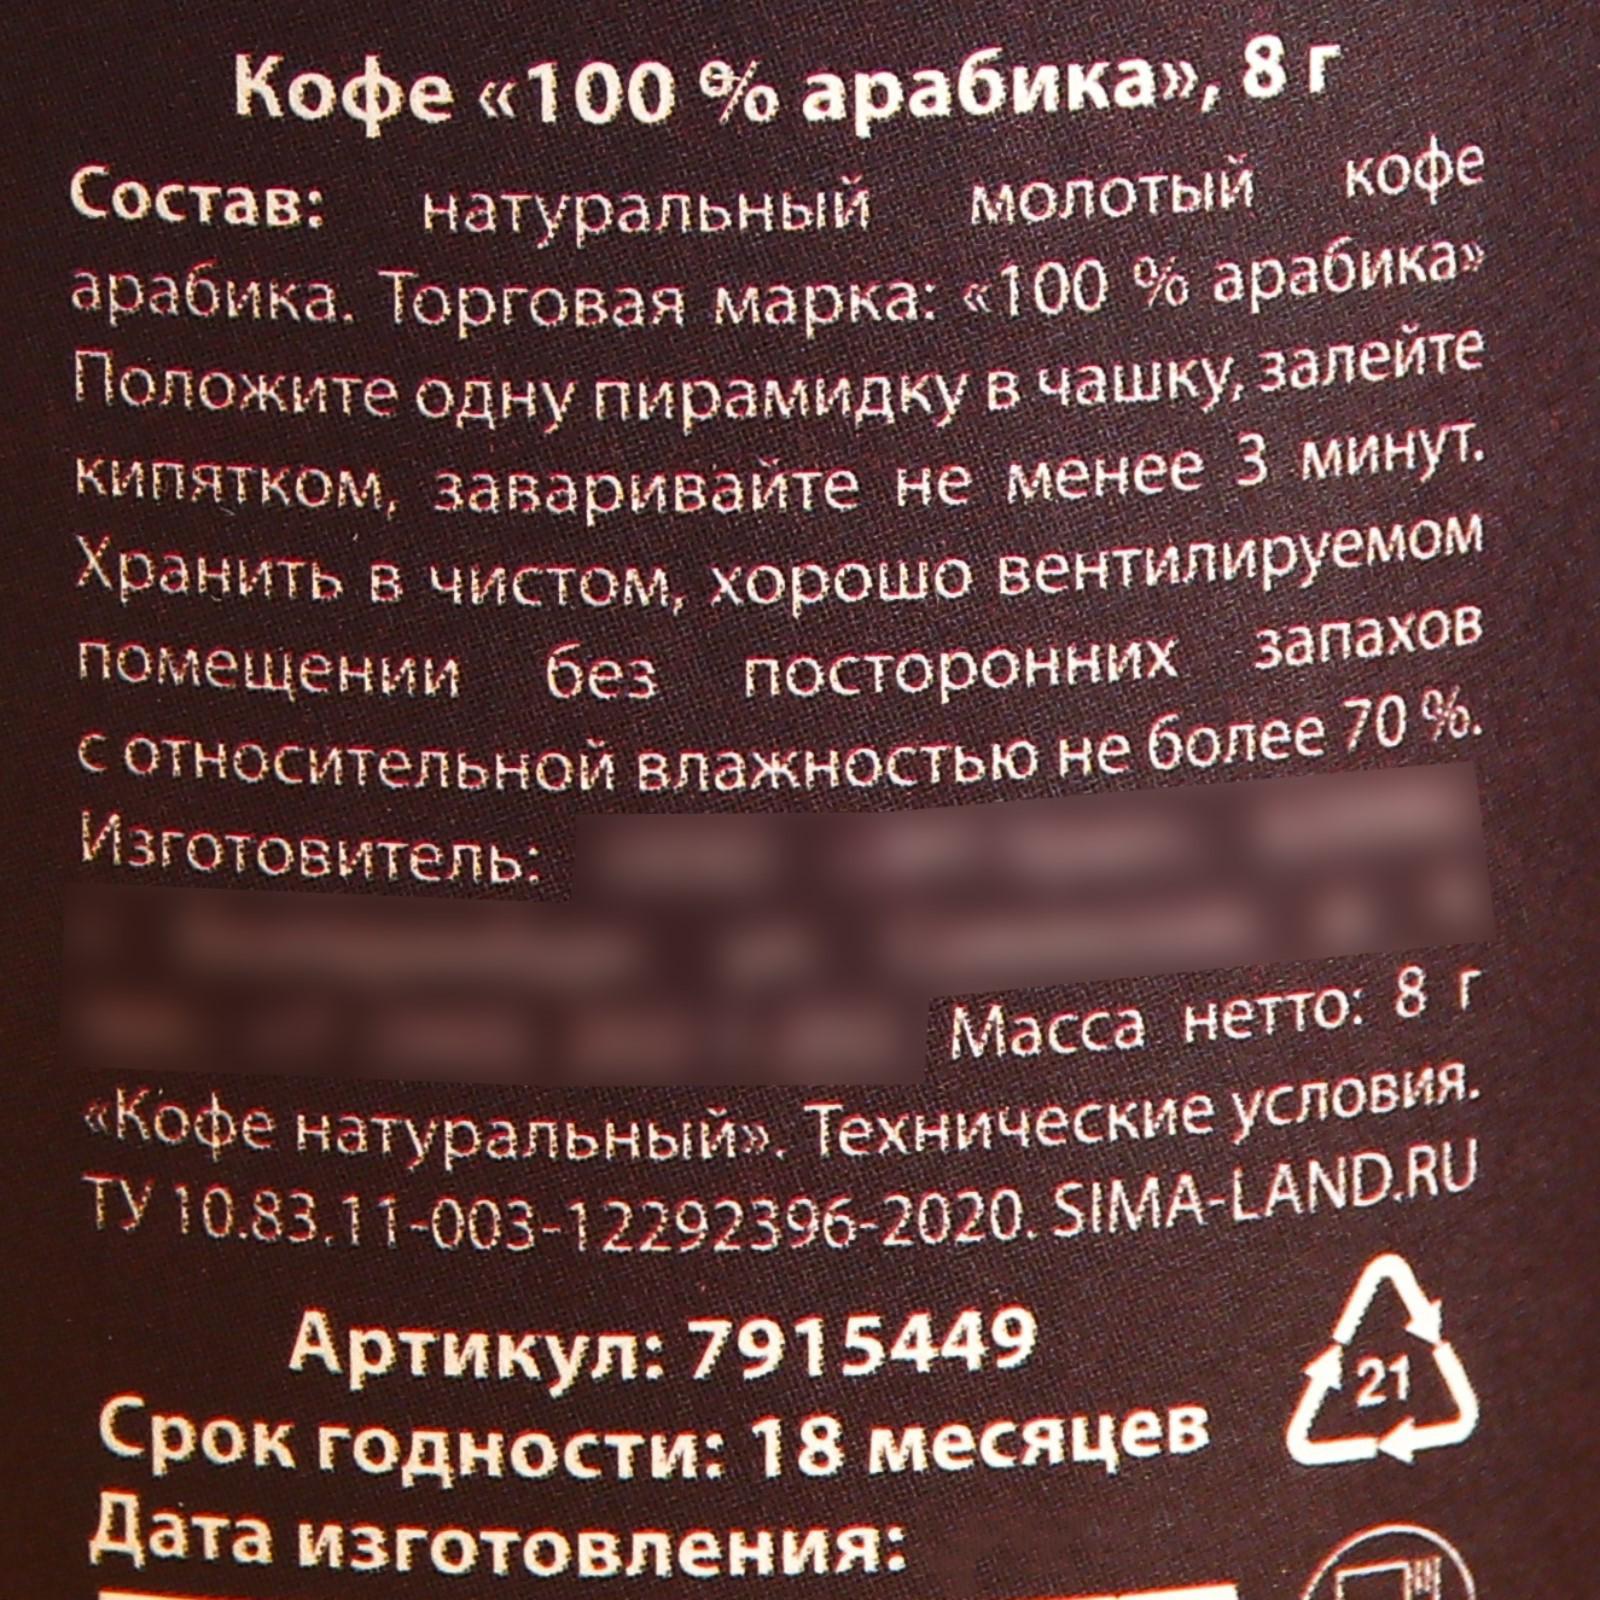 Кофе «100 % арабика», 8 г
Состав: натуральный молотый кофе
арабика. Торговая марка: «100 % арабика»
Положите одну пирамидку в чашку, залейте
кипятком, заваривайте не менее 3 минут.
Хранить в чистом, хорошо вентилируемом
помещении без посторонних запахов
с относительной влажностью не более 70 %.
Изготовитель:
Масса нетто: 8 г
«Кофе натуральный». Технические условия.
ТУ 10.83.11-003-12292396-2020. SIMA-LAND.RU
Артикул: 7915449
21
Срок годности: 18 месяцев
Дата изготовления: